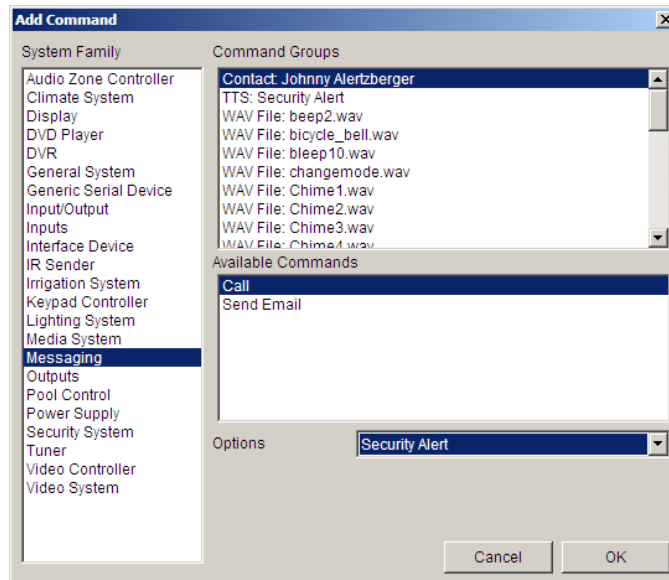 Add Command
System Family
Audio Zone Controller
Climate System
Display
DVD Player
DVR
General System
Generic Serial Device
Input/Output
Inputs
Interface Device
IR Sender
Irrigation System
Keypad Controller
Lighting System
Media System
Messaging
Outputs
Pool Control
Power Supply
Security System
Tuner
Video Controller
Video System
Command Groups
Contact: Johnny Alertzberger
TTS: Security Alert
WAV File: beep2.wav
WAV File: bicycle_bell.wav
WAV File: bleep10.wav
WAV File: changemode.wav
WAV File: Chime1.wav
WAV File: Chime2.wav
WAV File: Chime3.wav
WAV File: Chime4.wav
Available Commands
Call
Send Email
Options
Security Alert
Cancel
OK